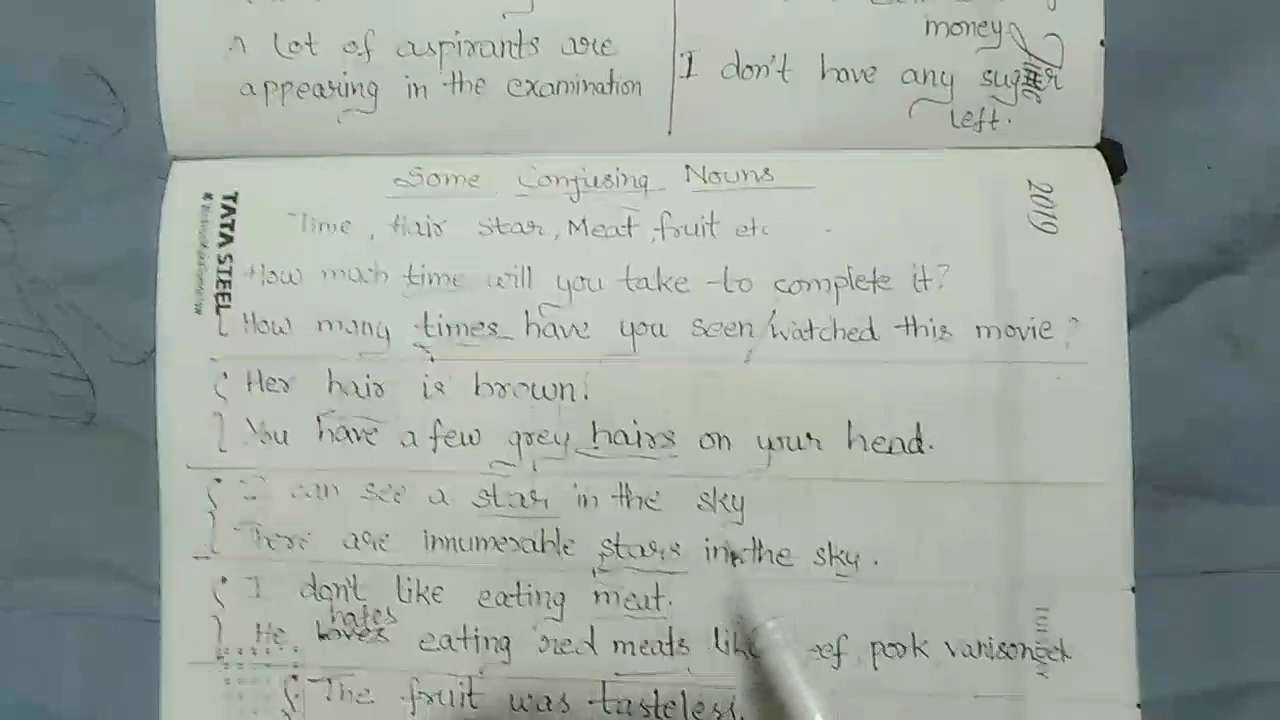 A lot of aspirants are
appearing in the examination
money
I don't have any sugar
left.
Some Confusing Nouns
Time, Hair Star, Meat, fruit etc
How much time will you take to complete it?
How many times have you seen/watched this movie?
Her hair is brown.
You have a few grey hairs on your head.
I can see a star in the sky
There are innumerable stars in the sky.
I don't like eating meat.
hates
He loves eating red meats pork
The fruit was tasteless.
TATA STEEL
2019